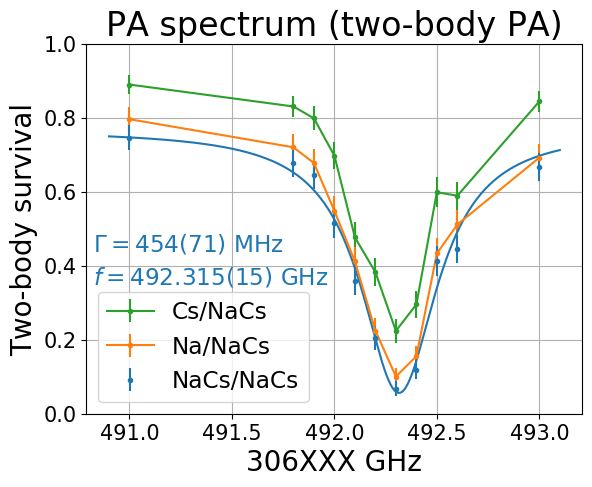 PA spectrum (two-body PA)
Two-body survival
1.0
0.8
0.6
0.4
0.2
0.0
Γ = 454(71) MHz
f = 492.315(15) GHz
Cs/NaCs
Na/NaCs
NaCs/NaCs
491.0 491.5 492.0 492.5 493.0
306XXX GHz